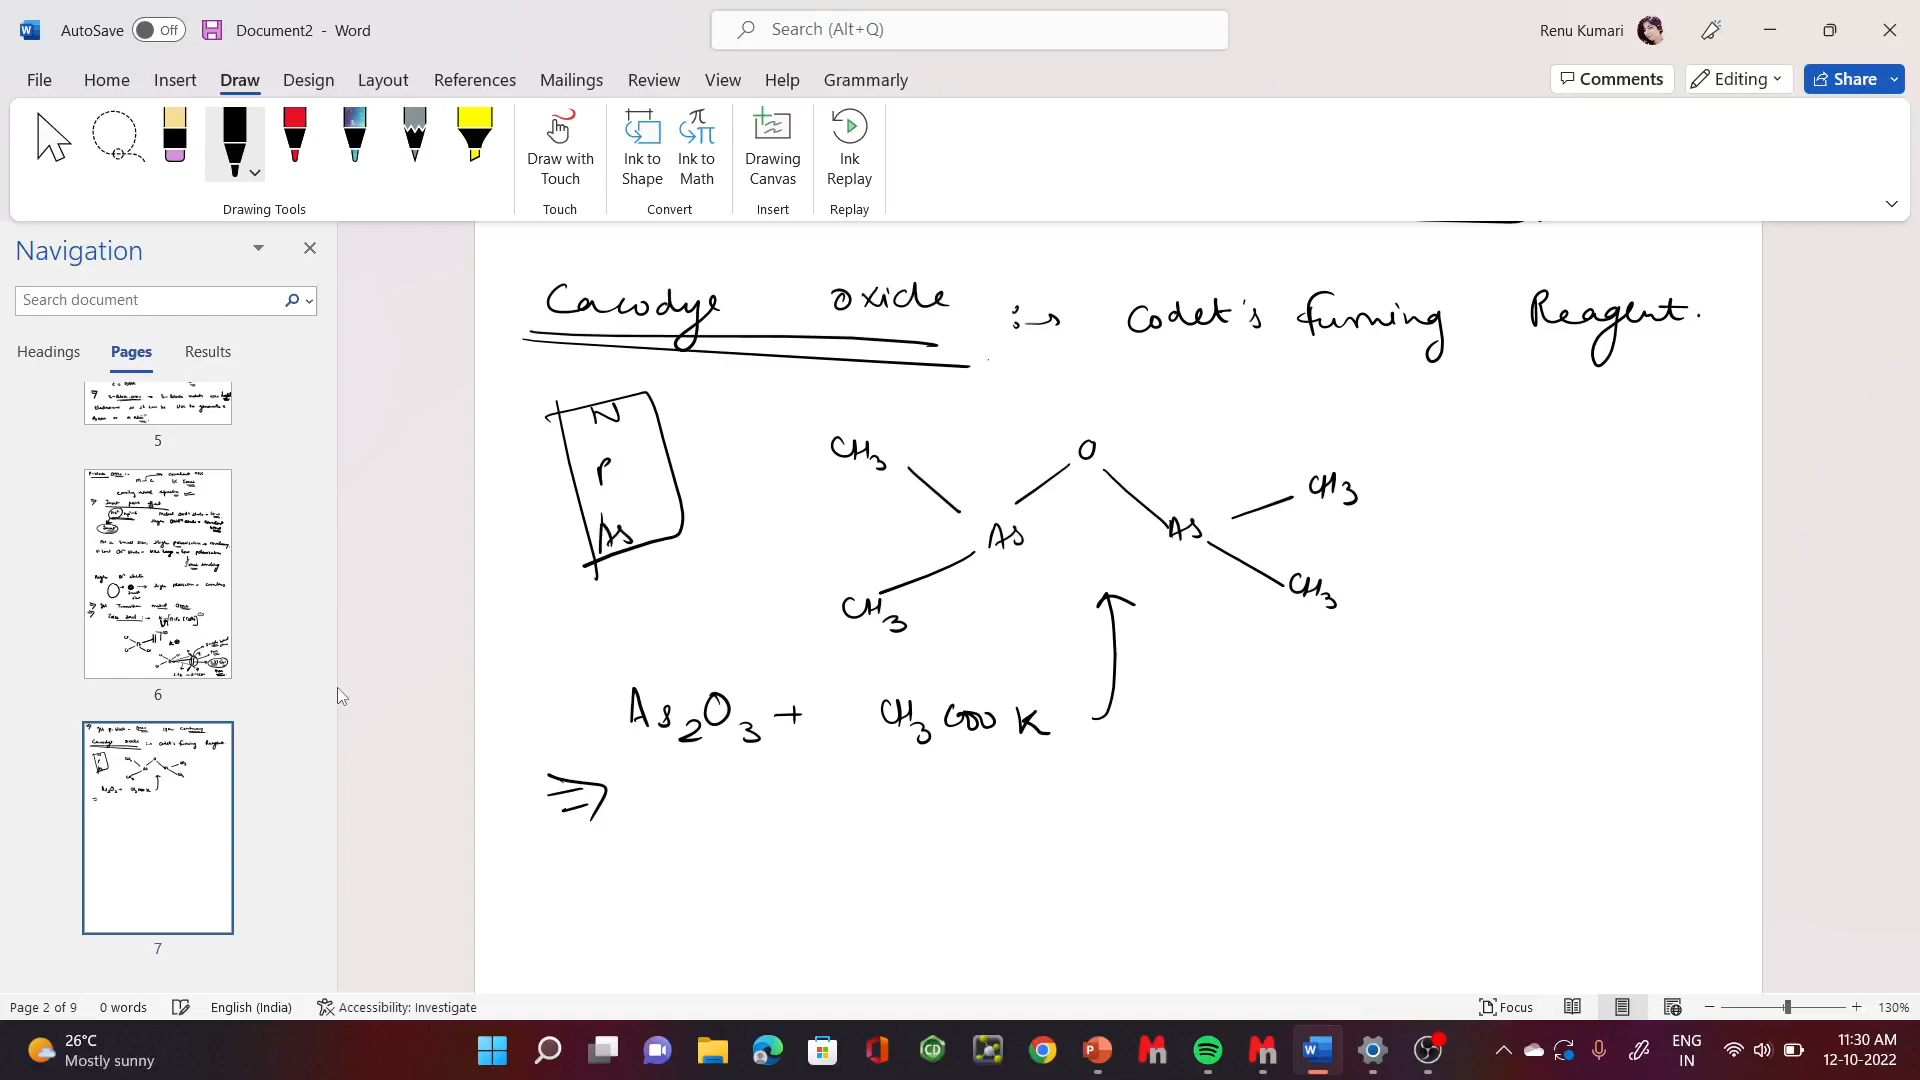 AutoSave Off Document2 - Word Search (Alt+Q) Renu Kumari
File Home Insert Draw Design Layout References Mailings Review View Help Grammarly Comments Editing Share
Draw with Touch
Ink to Shape
Ink to Math
Drawing Canvas
Ink Replay
Drawing Tools Touch Convert Insert Replay
Navigation
Search document
Headings Pages Results
5
6
7
Cacodye oxide :→ Codet's fuming Reagent.
N
P
As
CH3 O CH3
As As
CH3 CH3
As2O3 + CH3COOK
Page 2 of 9 0 words English (India) Accessibility: Investigate Focus 130%
26°C
Mostly sunny
ENG
IN
11:30 AM
12-10-2022